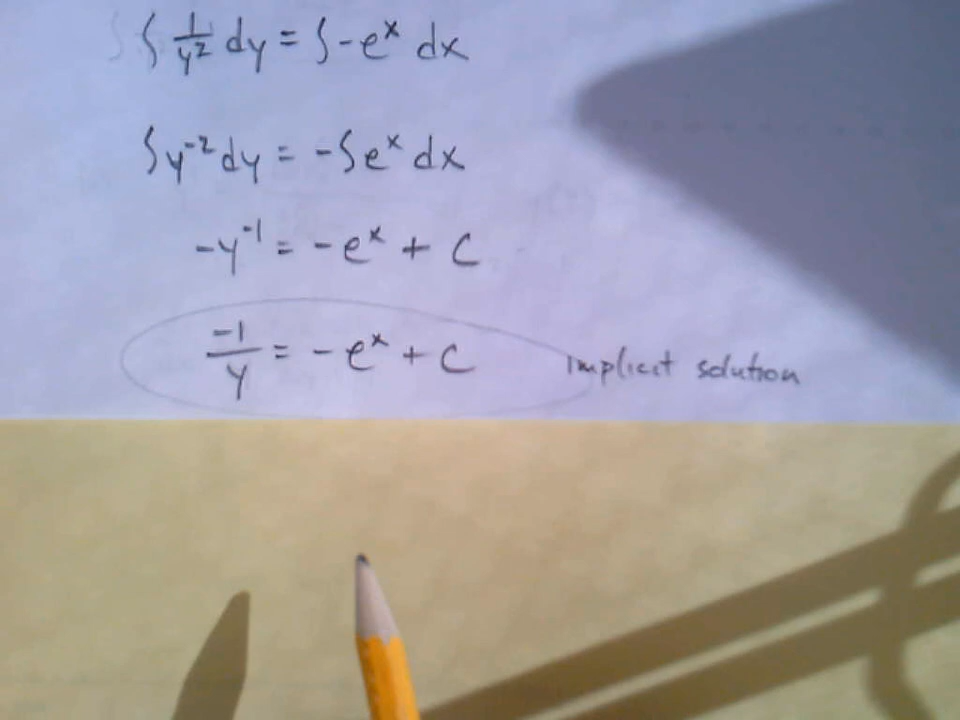 ∫ 1/y² dy = ∫ -eˣ dx
∫ y⁻² dy = -∫ eˣ dx
-y⁻¹ = -eˣ + C
-1/y = -eˣ + C implicit solution